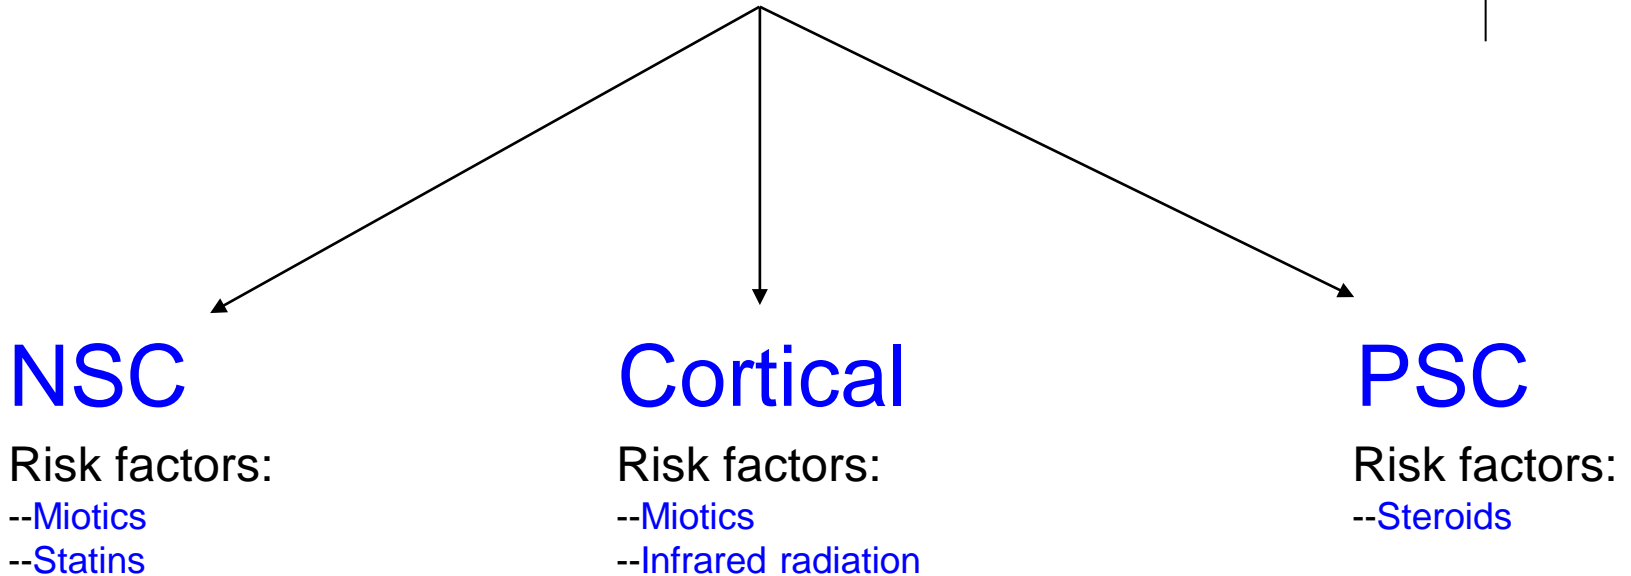 NSC
Risk factors:
--Miotics
--Statins
Cortical
Risk factors:
--Miotics
--Infrared radiation
PSC
Risk factors:
--Steroids